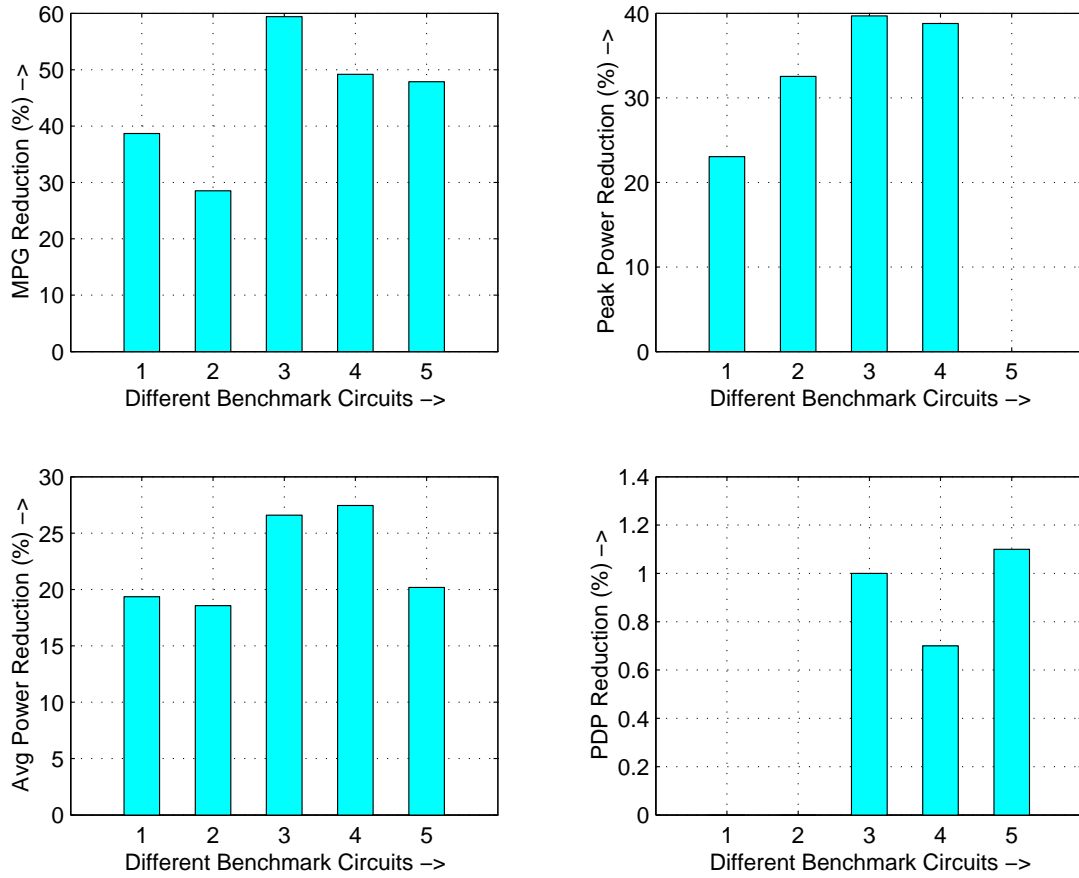 MPG Reduction (%) −>
60
50
40
30
20
10
0
1 2 3 4 5
Different Benchmark Circuits −>
Peak Power Reduction (%) −>
40
30
20
10
0
1 2 3 4 5
Different Benchmark Circuits −>
Avg Power Reduction (%) −>
30
25
20
15
10
5
0
1 2 3 4 5
Different Benchmark Circuits −>
PDP Reduction (%) −>
1.4
1.2
1
0.8
0.6
0.4
0.2
0
1 2 3 4 5
Different Benchmark Circuits −>